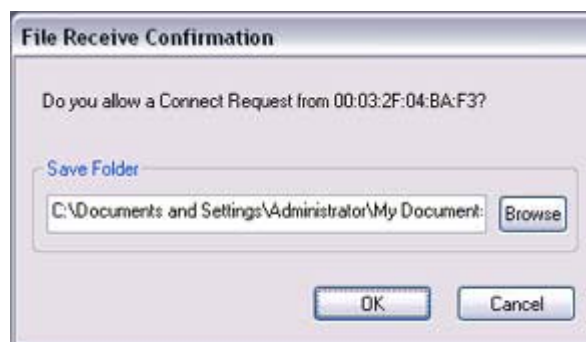 File Receive Confirmation
Do you allow a Connect Request from 00:03:2F:04:BA:F3?
Save Folder
C:\Documents and Settings\Administrator\My Document:
Browse
OK
Cancel